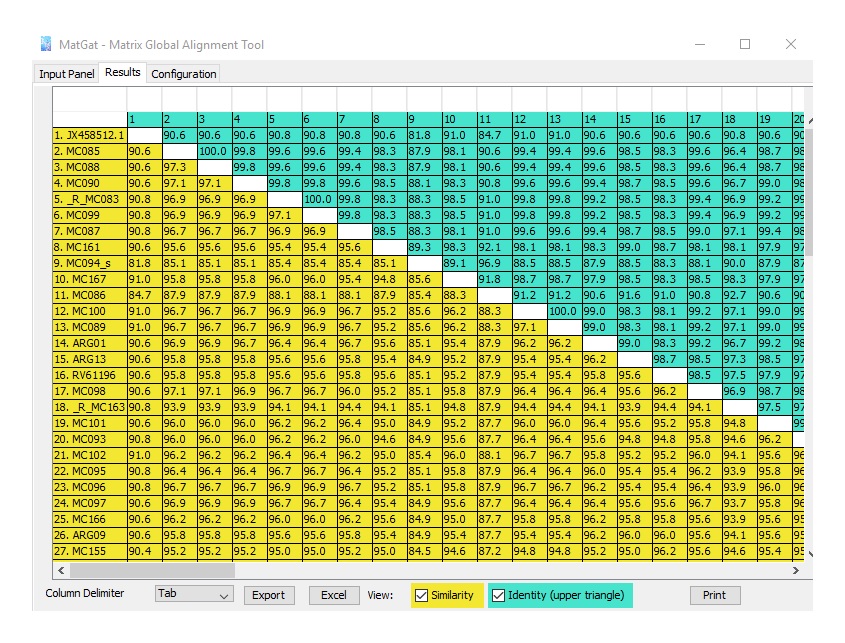 MatGat - Matrix Global Alignment Tool
Input Panel Results Configuration
1 2 3 4 5 6 7 8 9 10 11 12 13 14 15 16 17 18 19 20
1. JX458512.1 90.6 90.6 90.6 90.8 90.8 90.8 90.6 81.8 91.0 84.7 91.0 91.0 90.6 90.6 90.6 90.6 90.8 90.6 90
2. MC085 90.6 100.0 99.8 99.6 99.6 99.4 98.3 87.9 98.1 90.6 99.4 99.4 99.6 98.5 98.3 99.6 96.4 98.7 98
3. MC088 90.6 97.3 99.8 99.6 99.6 99.4 98.3 87.9 98.1 90.6 99.4 99.4 99.6 98.5 98.3 99.6 96.4 98.7 98
4. MC090 90.6 97.1 97.1 99.8 99.8 99.6 98.5 88.1 98.3 90.8 99.6 99.6 99.4 98.7 98.5 99.6 96.7 99.0 98
5. _R_MC083 90.8 96.9 96.9 96.9 100.0 99.8 98.3 88.3 98.5 91.0 99.8 99.8 99.2 98.5 98.3 99.4 96.9 99.2 99
6. MC099 90.8 96.9 96.9 96.9 97.1 99.8 98.3 88.3 98.5 91.0 99.8 99.8 99.2 98.5 98.3 99.4 96.9 99.2 99
7. MC087 90.8 96.7 96.7 96.7 96.9 96.9 98.5 88.3 98.1 91.0 99.6 99.6 99.4 98.7 98.5 99.0 97.1 99.4 98
8. MC161 90.6 95.6 95.6 95.6 95.4 95.4 95.6 89.3 98.3 92.1 98.1 98.1 98.3 99.0 98.7 98.1 98.1 97.9 97
9. MC094_s 81.8 85.1 85.1 85.1 85.4 85.4 85.4 85.1 89.1 96.9 88.5 88.5 87.9 88.5 88.3 88.1 90.0 87.9 87
10. MC167 91.0 95.8 95.8 95.8 96.0 96.0 95.4 94.8 85.6 91.8 98.7 98.7 97.9 98.5 98.3 98.5 98.3 97.9 97
11. MC086 84.7 87.9 87.9 87.9 88.1 88.1 88.1 87.9 85.4 88.3 91.2 91.2 90.6 91.6 91.0 90.8 92.7 90.6 90
12. MC100 91.0 96.7 96.7 96.7 96.9 96.9 96.7 95.2 85.6 96.2 88.3 100.0 99.0 98.3 98.1 99.2 97.1 99.0 99
13. MC089 91.0 96.7 96.7 96.7 96.9 96.9 96.7 95.2 85.6 96.2 88.3 97.1 99.0 98.3 98.1 99.2 97.1 99.0 99
14. ARG01 90.6 96.9 96.9 96.7 96.4 96.4 96.7 95.6 85.1 95.4 87.9 96.2 96.2 99.0 98.3 99.2 96.7 99.2 98
15. ARG13 90.6 95.8 95.8 95.8 95.6 95.6 95.8 95.4 84.9 95.2 87.9 95.4 95.4 96.2 98.7 98.5 97.3 98.5 97
16. RV61196 90.6 95.8 95.8 95.8 95.6 95.6 95.8 95.6 85.1 95.2 87.9 95.4 95.4 95.8 95.6 98.5 97.5 97.9 97
17. MC098 90.6 97.1 97.1 96.9 96.7 96.7 96.0 95.2 85.1 95.8 87.9 96.4 96.4 96.4 95.6 96.2 96.9 98.7 98
18. _R_MC163 90.8 93.9 93.9 93.9 94.1 94.1 94.4 94.1 85.1 94.8 87.9 94.4 94.4 94.1 93.9 94.4 94.1 97.5 97
19. MC101 90.6 96.0 96.0 96.0 96.2 96.2 96.4 95.0 84.9 95.2 87.7 96.0 96.0 96.4 95.6 95.2 95.8 94.8 99
20. MC093 90.8 96.0 96.0 96.0 96.2 96.2 96.0 94.6 84.9 95.6 87.7 96.4 96.4 95.6 94.8 94.8 95.8 94.6 96.2
21. MC102 91.0 96.2 96.2 96.2 96.4 96.4 96.2 95.0 85.4 96.0 88.1 96.7 96.7 95.8 95.2 95.2 96.0 94.1 95.6 96
22. MC095 90.8 96.4 96.4 96.4 96.7 96.7 96.4 95.2 85.1 95.8 87.9 96.4 96.4 96.0 95.4 95.4 96.2 93.9 95.8 96
23. MC096 90.8 96.7 96.7 96.7 96.9 96.9 96.7 95.2 85.1 95.8 87.9 96.7 96.7 96.2 95.4 95.4 96.4 93.9 96.0 96
24. MC097 90.6 96.9 96.9 96.9 96.7 96.7 96.4 95.4 84.9 95.6 87.7 96.4 96.4 96.4 95.6 95.6 96.7 93.7 95.8 96
25. MC166 90.6 96.2 96.2 96.2 96.0 96.0 96.2 95.6 84.9 95.0 87.7 95.8 95.8 96.2 95.8 95.8 95.6 93.9 95.6 95
26. ARG09 90.6 95.8 95.8 95.8 95.6 95.6 95.8 95.4 84.9 95.4 87.7 95.4 95.4 96.2 96.0 96.0 95.6 94.1 95.6 95
27. MC155 90.4 95.2 95.2 95.2 95.0 95.0 95.2 95.0 84.5 94.6 87.2 94.8 94.8 95.2 95.0 96.2 95.6 94.6 95.4 95
Column Delimiter Tab Export Excel View: Similarity Identity (upper triangle) Print